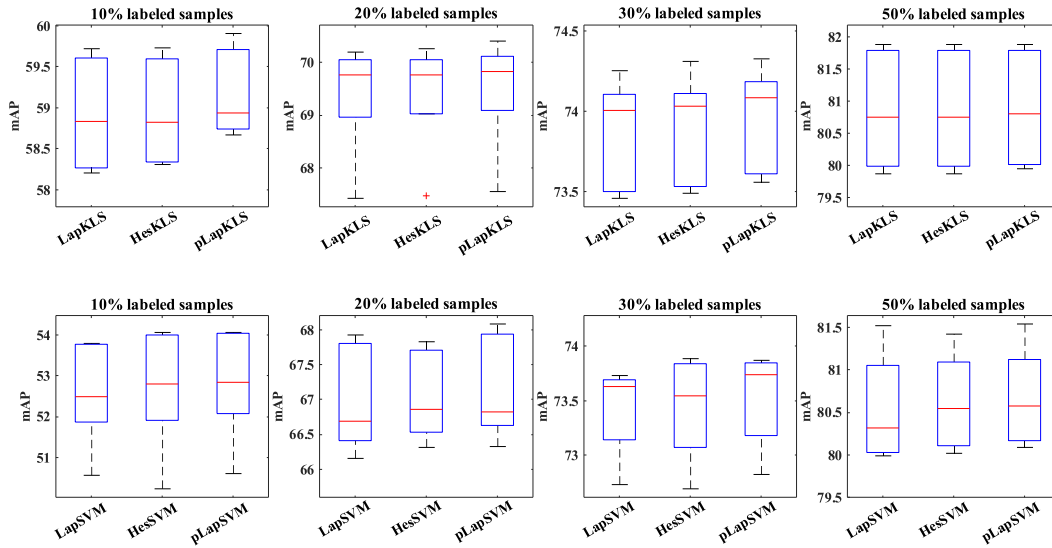 10% labeled samples
60
59.5
59
58.5
58
mAP
LapKLS
HesKLS
pLapKLS
20% labeled samples
70
69
68
mAP
LapKLS
HesKLS
pLapKLS
30% labeled samples
74.5
74
73.5
mAP
LapKLS
HesKLS
pLapKLS
50% labeled samples
82
81.5
81
80.5
80
79.5
mAP
LapKLS
HesKLS
pLapKLS
10% labeled samples
54
53
52
51
mAP
LapSVM
HesSVM
pLapSVM
20% labeled samples
68
67.5
67
66.5
66
mAP
LapSVM
HesSVM
pLapSVM
30% labeled samples
74
73.5
73
mAP
LapSVM
HesSVM
pLapSVM
50% labeled samples
81.5
81
80.5
80
79.5
mAP
LapSVM
HesSVM
pLapSVM